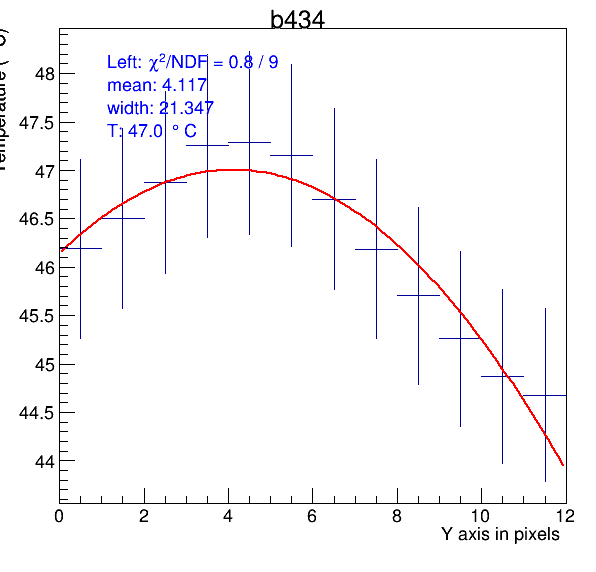 b434
Left: χ²/NDF = 0.8 / 9
mean: 4.117
width: 21.347
T: 47.0 ° C
48
47.5
47
46.5
46
45.5
45
44.5
44
0 2 4 6 8 10 12
Y axis in pixels